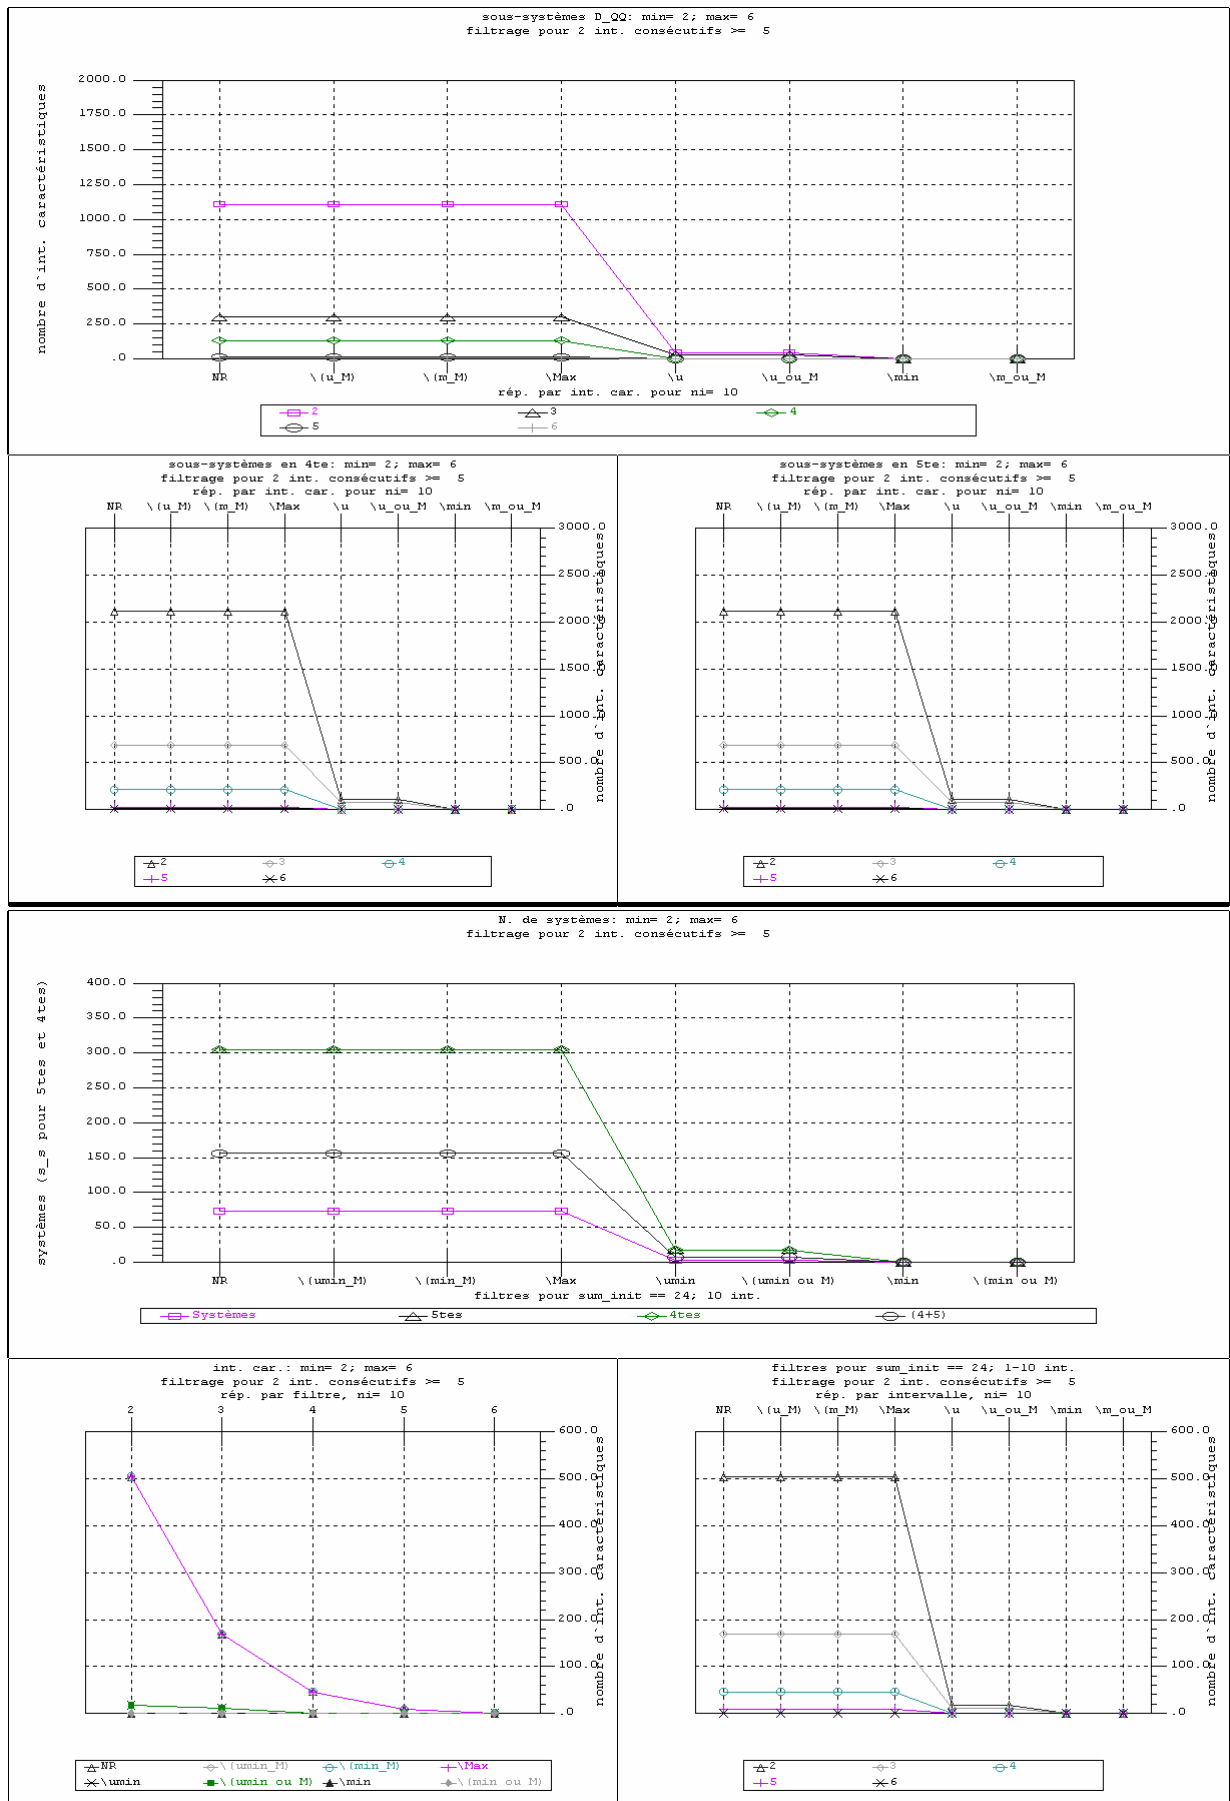 sous-systèmes D_QQ: min= 2; max= 6
filtrage pour 2 int. consécutifs >=  5
nombre d`int. caractéristiques
2000.0
1750.0
1500.0
1250.0
1000.0
750.0
500.0
250.0
.0
NR \(u_M) \(m_M) \Max \u \u_ou_M \min \m_ou_M
rép. par int. car. pour ni= 10
2 3 4
5 6
sous-systèmes en 4te: min= 2; max= 6
filtrage pour 2 int. consécutifs >=  5
rép. par int. car. pour ni= 10
NR \(u_M) \(m_M) \Max \u \u_ou_M \min \m_ou_M
3000.0
2500.0
2000.0
1500.0
1000.0
500.0
.0
nombre d`int. caractéristiques
2 3 4
5 6
sous-systèmes en 5te: min= 2; max= 6
filtrage pour 2 int. consécutifs >=  5
rép. par int. car. pour ni= 10
NR \(u_M) \(m_M) \Max \u \u_ou_M \min \m_ou_M
3000.0
2500.0
2000.0
1500.0
1000.0
500.0
.0
nombre d`int. caractéristiques
2 3 4
5 6
N. de systèmes: min= 2; max= 6
filtrage pour 2 int. consécutifs >=  5
systèmes (s_s pour 5tes et 4tes)
400.0
350.0
300.0
250.0
200.0
150.0
100.0
50.0
.0
NR \(umin_M) \(min_M) \Max \umin \(umin ou M) \min \(min ou M)
filtres pour sum_init == 24; 10 int.
Systèmes 5tes 4tes (4+5)
int. car.: min= 2; max= 6
filtrage pour 2 int. consécutifs >=  5
rép. par filtre, ni= 10
2 3 4 5 6
600.0
500.0
400.0
300.0
200.0
100.0
.0
nombre d`int. caractéristiques
NR \(umin_M) \(min_M) \Max
\umin \(umin ou M) \min \(min ou M)
filtres pour sum_init == 24; 1-10 int.
filtrage pour 2 int. consécutifs >=  5
rép. par intervalle, ni= 10
NR \(u_M) \(m_M) \Max \u \u_ou_M \min \m_ou_M
600.0
500.0
400.0
300.0
200.0
100.0
.0
nombre d`int. caractéristiques
2 3 4
5 6